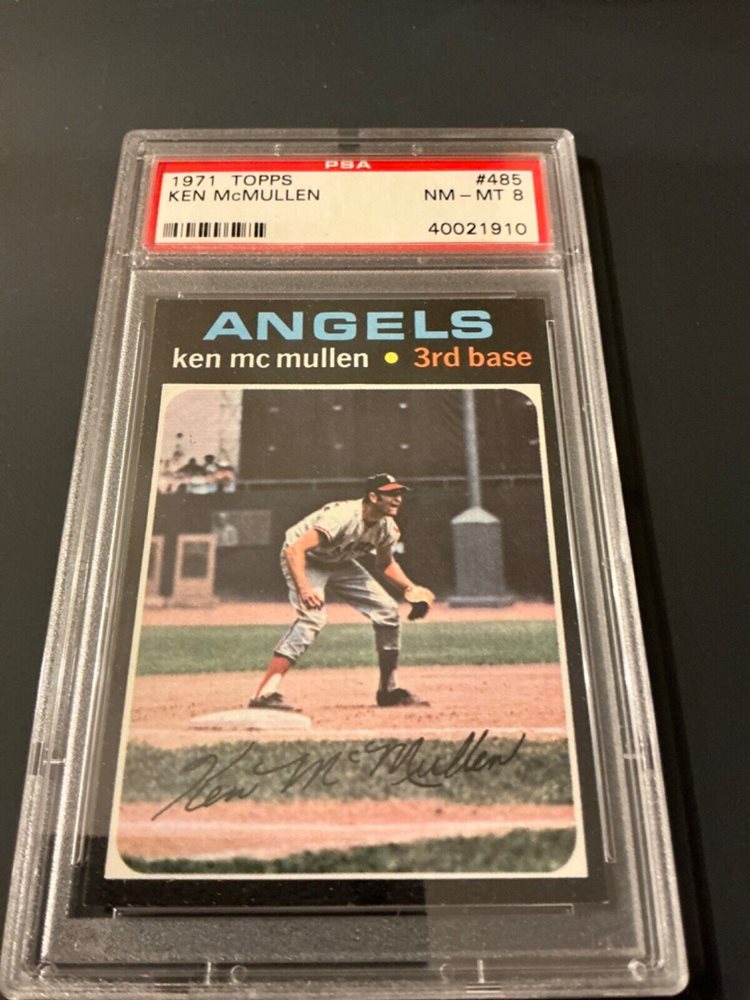 PSA
1971 TOPPS #485
KEN McMULLEN NM - MT 8
40021910
ANGELS
ken mc mullen • 3rd base
Ken McMullen